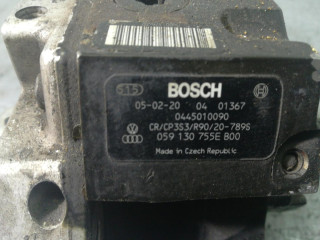 BOSCH
05-02-20 04 01367
0445010090
CR/CP3S3/R90/20-789S
059 130 755E B00
Made in Czech Republic